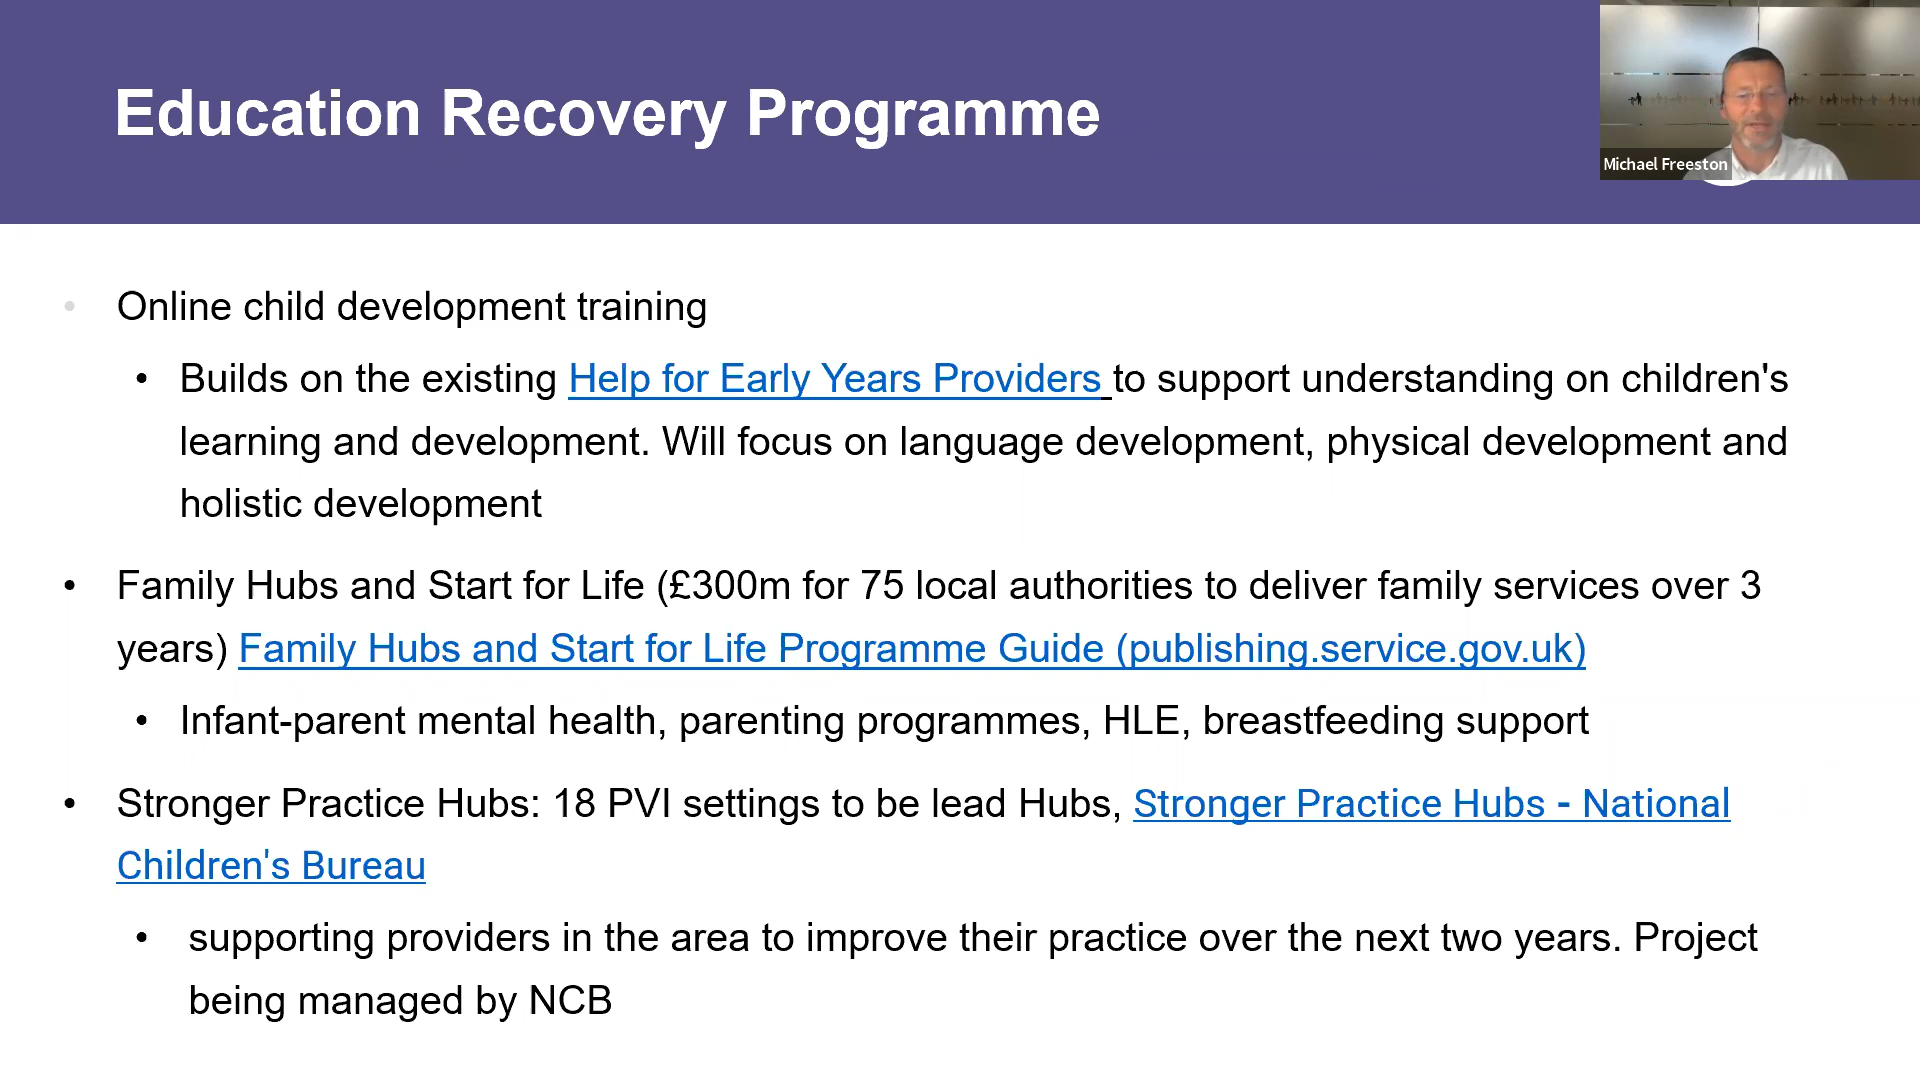 Education Recovery Programme
Michael Freeston
• Online child development training
• Builds on the existing Help for Early Years Providers to support understanding on children's
learning and development. Will focus on language development, physical development and
holistic development
• Family Hubs and Start for Life (£300m for 75 local authorities to deliver family services over 3
years) Family Hubs and Start for Life Programme Guide (publishing.service.gov.uk)
• Infant-parent mental health, parenting programmes, HLE, breastfeeding support
• Stronger Practice Hubs: 18 PVI settings to be lead Hubs, Stronger Practice Hubs - National
Children's Bureau
• supporting providers in the area to improve their practice over the next two years. Project
being managed by NCB